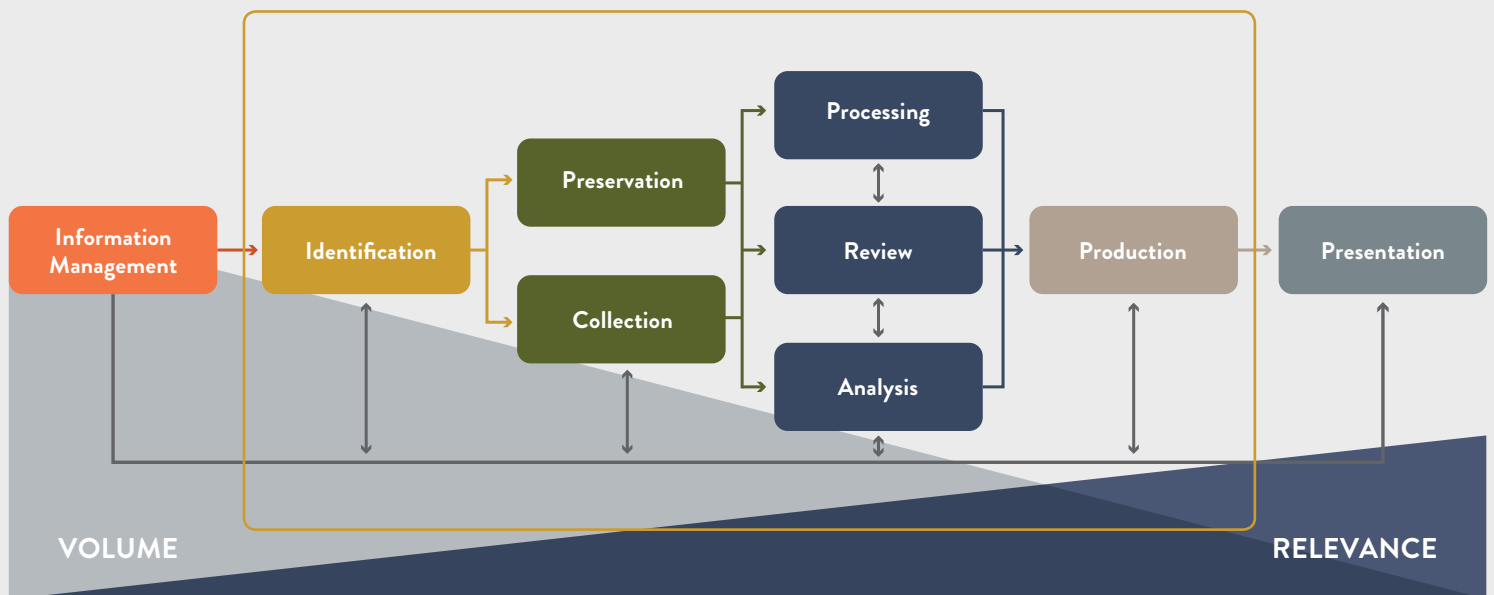 Information
Management
Identification
Preservation
Collection
Processing
Review
Analysis
Production
Presentation
VOLUME
RELEVANCE